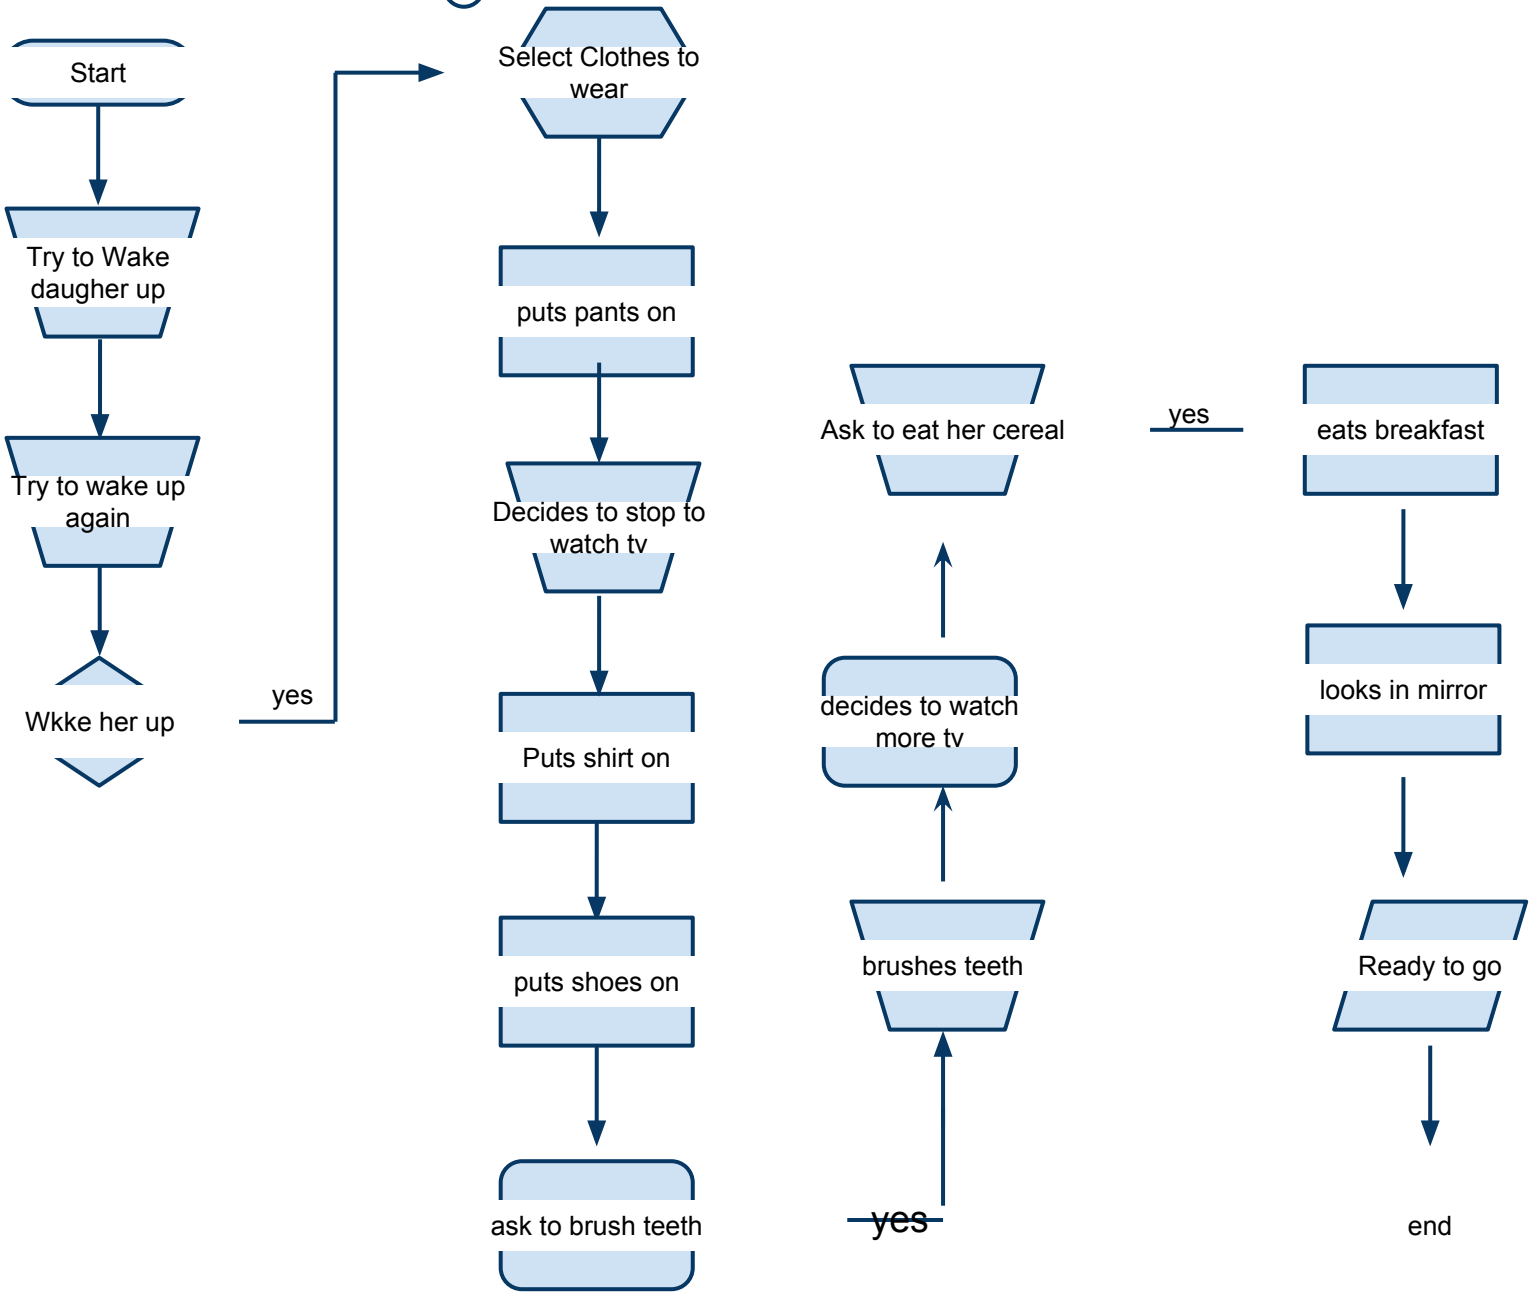 Start
Try to Wake
daugher up
Try to wake up
again
Wkke her up
yes
Select Clothes to
wear
puts pants on
Decides to stop to
watch tv
Puts shirt on
puts shoes on
ask to brush teeth
yes
brushes teeth
decides to watch
more tv
Ask to eat her cereal
yes
eats breakfast
looks in mirror
Ready to go
end